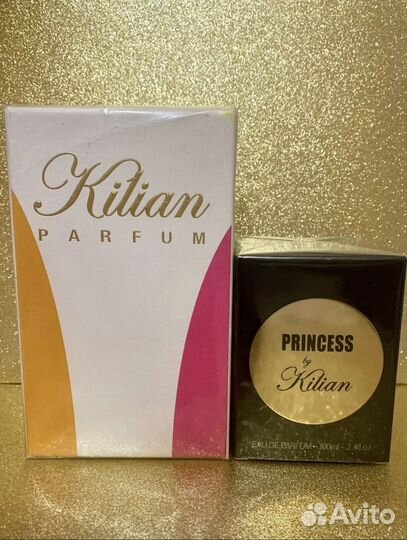 Kilian
PARFUM
PRINCESS
by
Kilian
EAU DE PARFUM • 100ml - 3.4fl.oz.
Avito